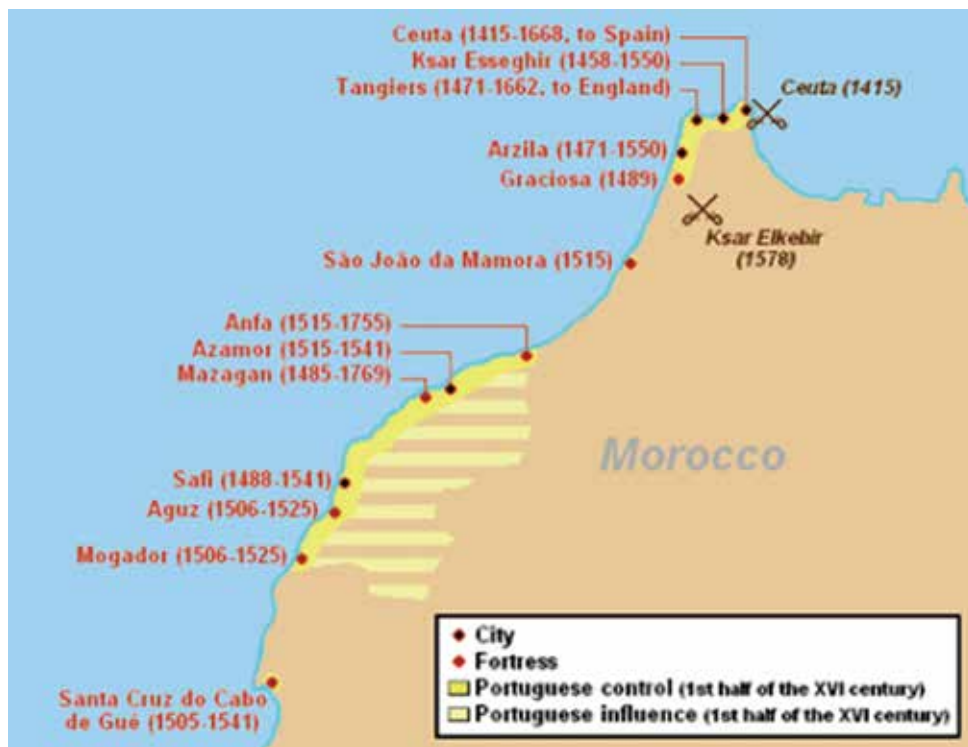 Ceuta (1415-1668, to Spain)
Ksar Esseghir (1458-1550)
Tangiers (1471-1662, to England)
Ceuta (1415)
Arzila (1471-1550)
Graciosa (1489)
Ksar Elkebir
(1578)
São João da Mamora (1515)
Anfa (1515-1755)
Azamor (1515-1541)
Mazagan (1485-1769)
Morocco
Safi (1488-1541)
Aguz (1506-1525)
Mogador (1506-1525)
Santa Cruz do Cabo
de Gué (1505-1541)
City
Fortress
Portuguese control (1st half of the XVI century)
Portuguese influence (1st half of the XVI century)